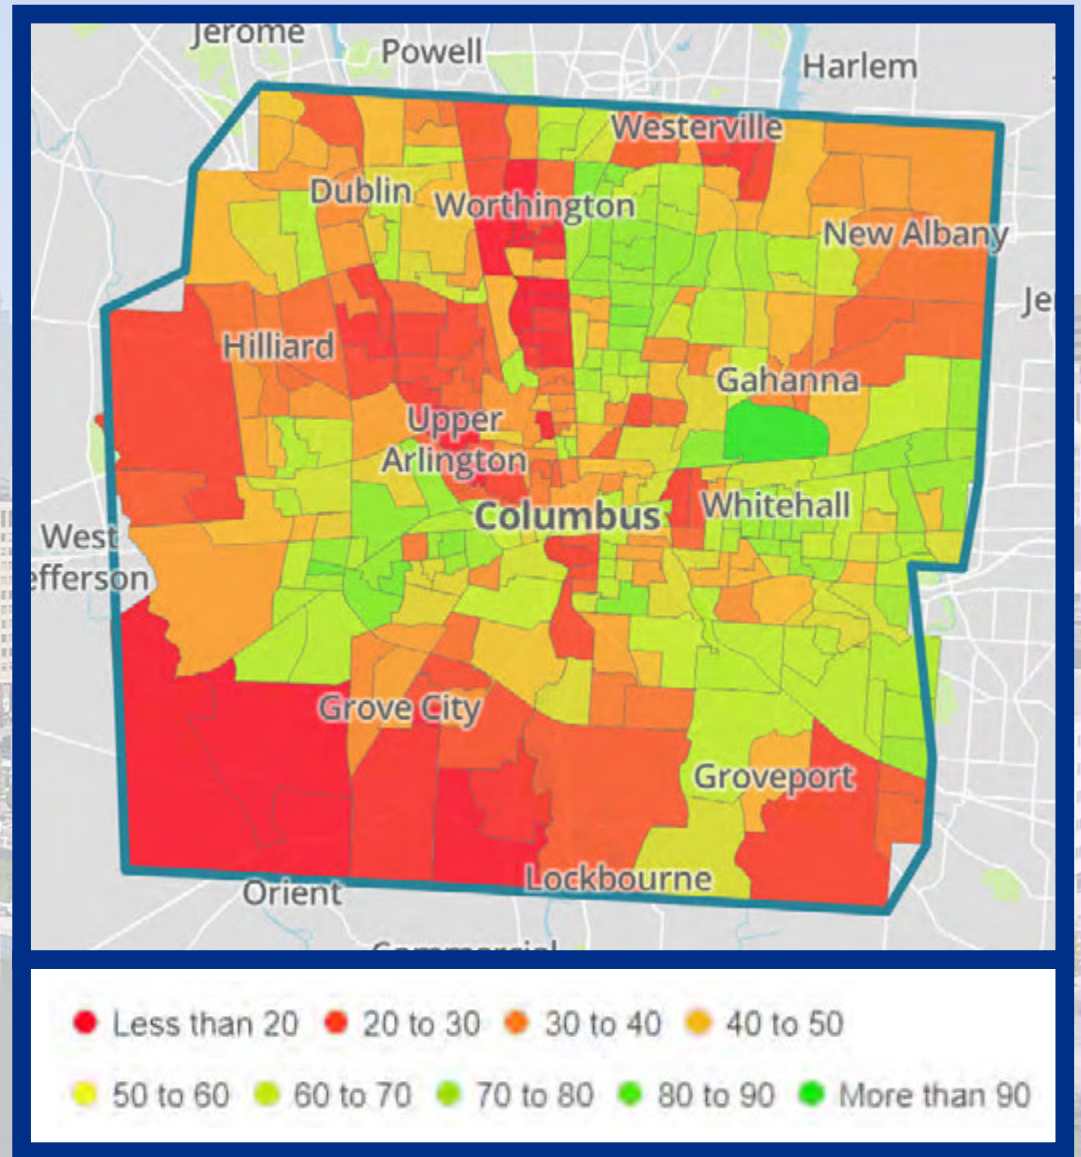 Jerome
Powell
Harlem
Westerville
Dublin
Worthington
New Albany
Je
Hilliard
Gahanna
Upper
Arlington
Columbus
Whitehall
West
efferson
Grove City
Groveport
Lockbourne
Orient
Commercial
Less than 20
20 to 30
30 to 40
40 to 50
50 to 60
60 to 70
70 to 80
80 to 90
More than 90